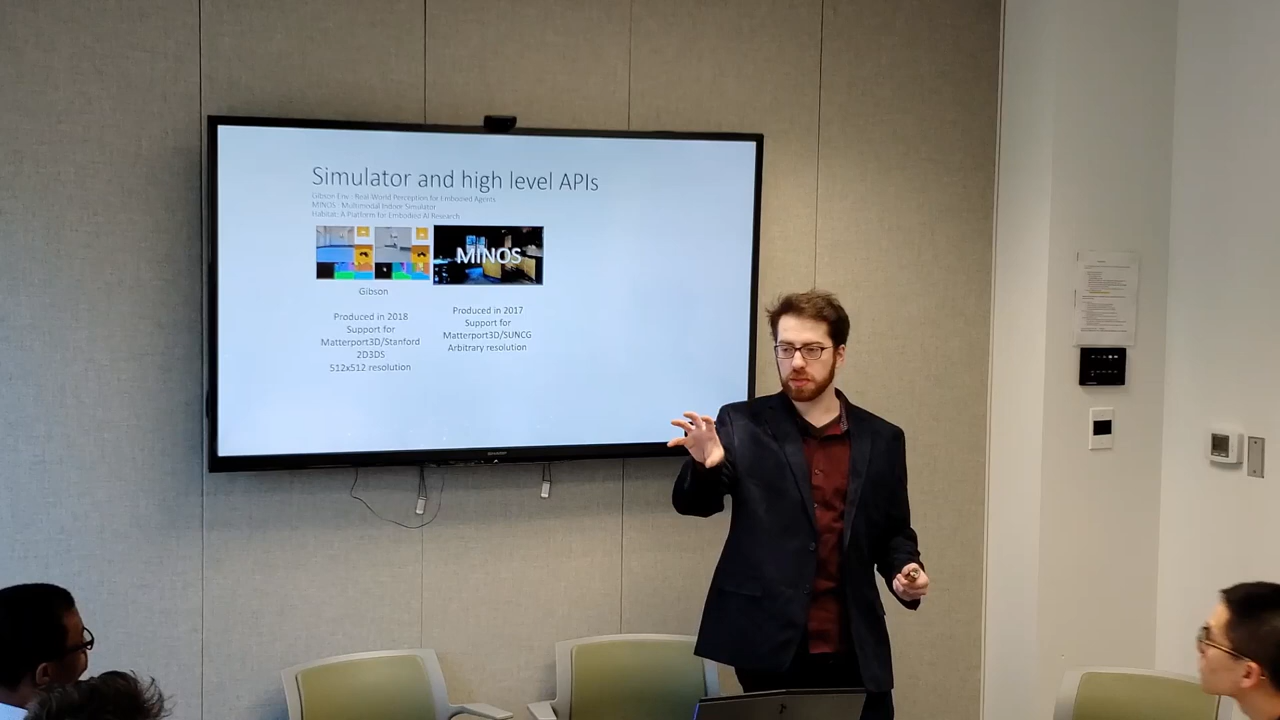 Simulator and high level APIs
Gibson Env - Real-World Perception for Embodied Agents
MINOS - Multimodal Indoor Simulator
Habitat: A Platform for Embodied AI Research
MINOS
Gibson
Produced in 2018
Support for
Matterport3D/Stanford
2D3DS
512x512 resolution
Produced in 2017
Support for
Matterport3D/SUNCG
Arbitrary resolution
SHARP